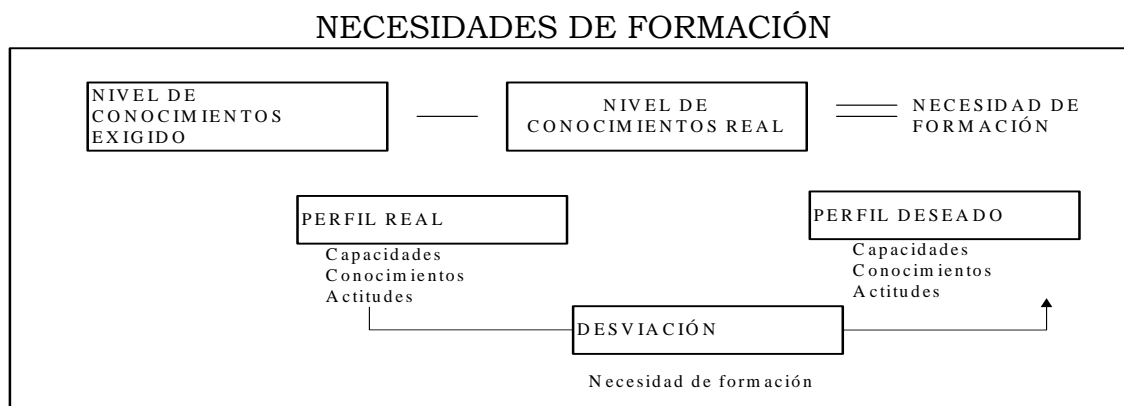 NECESIDADES DE FORMACIÓN
NIVEL DE
CONOCIMIENTOS
EXIGIDO
NIVEL DE
CONOCIMIENTOS REAL
NECESIDAD DE
FORMACIÓN
PERFIL REAL
Capacidades
Conocimientos
Actitudes
PERFIL DESEADO
Capacidades
Conocimientos
Actitudes
DESVIACIÓN
Necesidad de formación